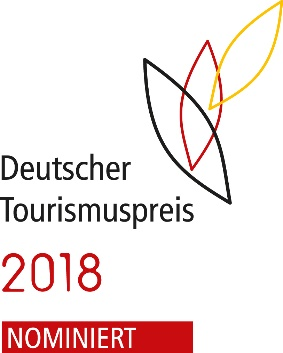 Deutscher
Tourismuspreis
2018
NOMINIERT